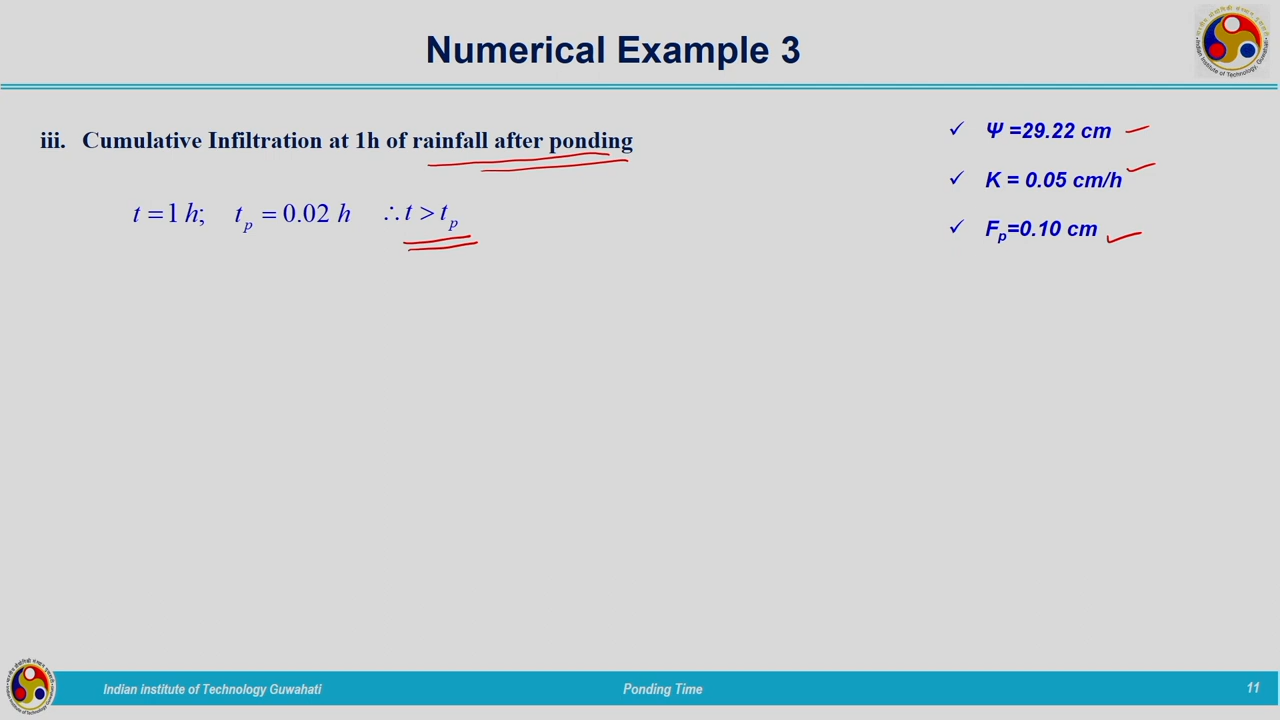 Numerical Example 3
iii. Cumulative Infiltration at 1h of rainfall after ponding
t = 1 h; t_p = 0.02 h ∴ t > t_p
✓ Ψ =29.22 cm
✓ K = 0.05 cm/h
✓ F_p=0.10 cm
Indian institute of Technology Guwahati
Ponding Time
11